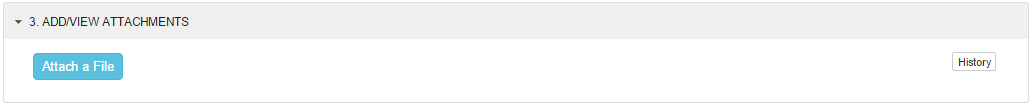 3. ADD/VIEW ATTACHMENTS
Attach a File
History